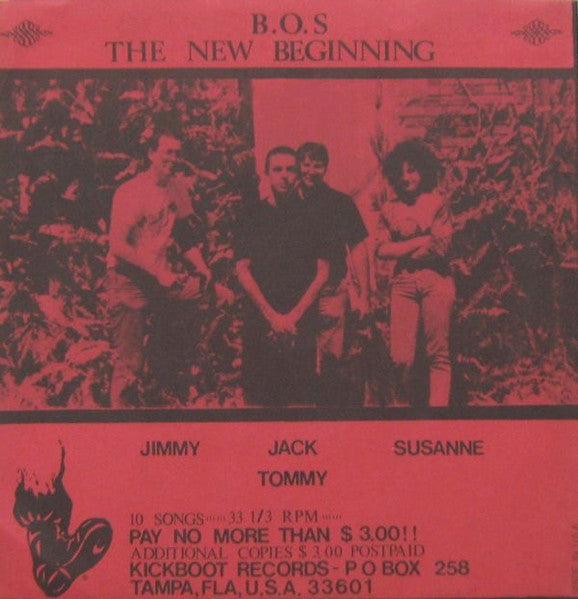 B.O.S
THE NEW BEGINNING
JIMMY JACK SUSANNE
TOMMY
10 SONGS······33 1/3 RPM······
PAY NO MORE THAN $ 3.00!!
ADDITIONAL COPIES $ 3.00 POSTPAID
KICKBOOT RECORDS - P O BOX 258
TAMPA, FLA, U.S.A. 33601